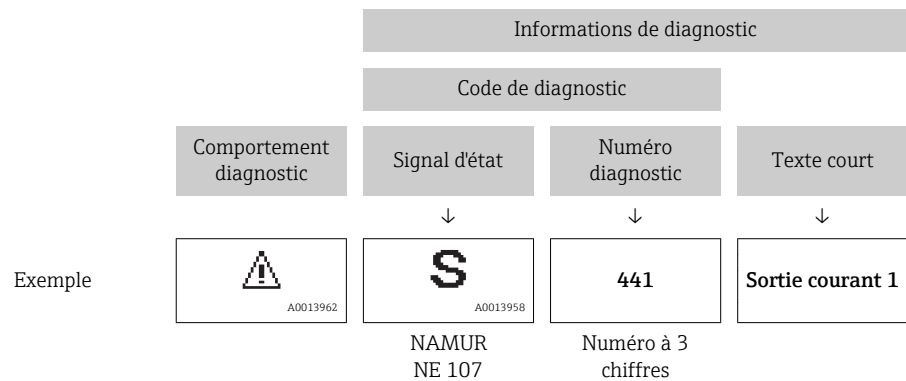 Informations de diagnostic
Code de diagnostic
Comportement
diagnostic
Signal d'état
Numéro
diagnostic
Texte court
↓ ↓ ↓
Exemple
A0013962
S
A0013958
441
Sortie courant 1
NAMUR
NE 107
Numéro à 3
chiffres